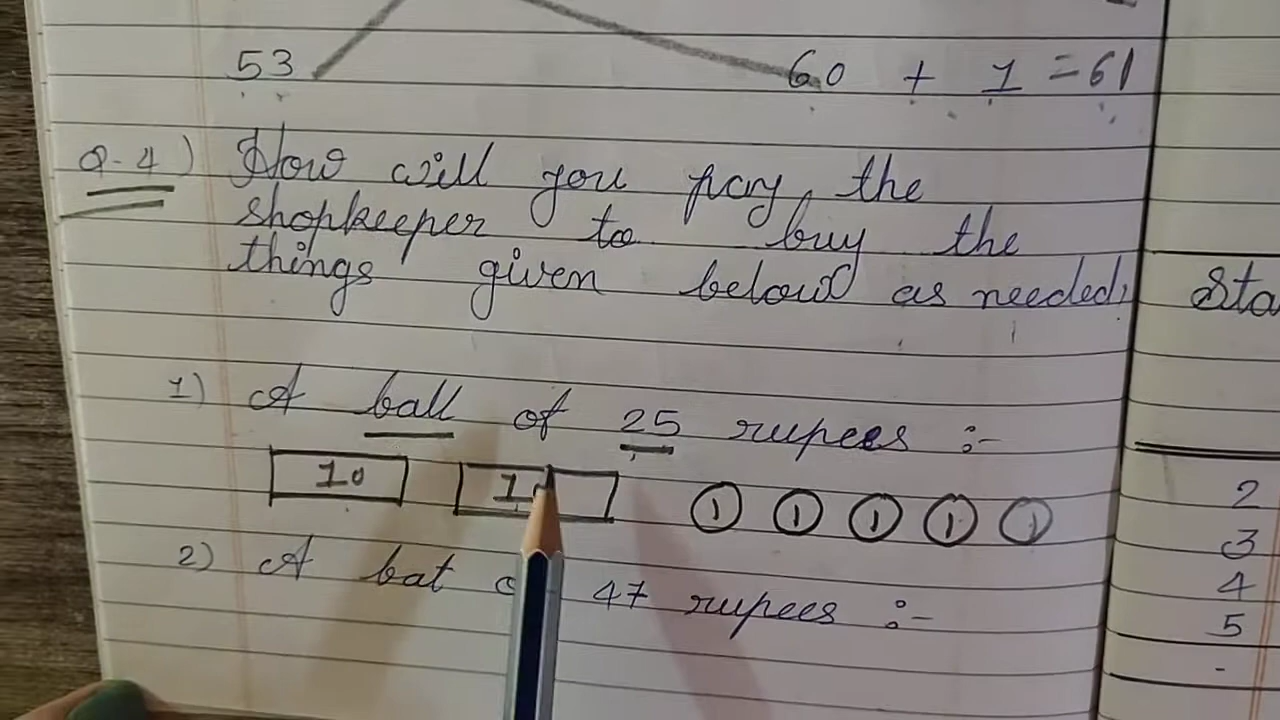 53 60 + 1 = 61
Q-4) How will you pay, the
shopkeeper to buy the
things given below as needed,
1) A ball of 25 rupees :-
10 1 1 1 1 1 1
2) A bat 47 rupees :-
Sta
2
3
4
5
-